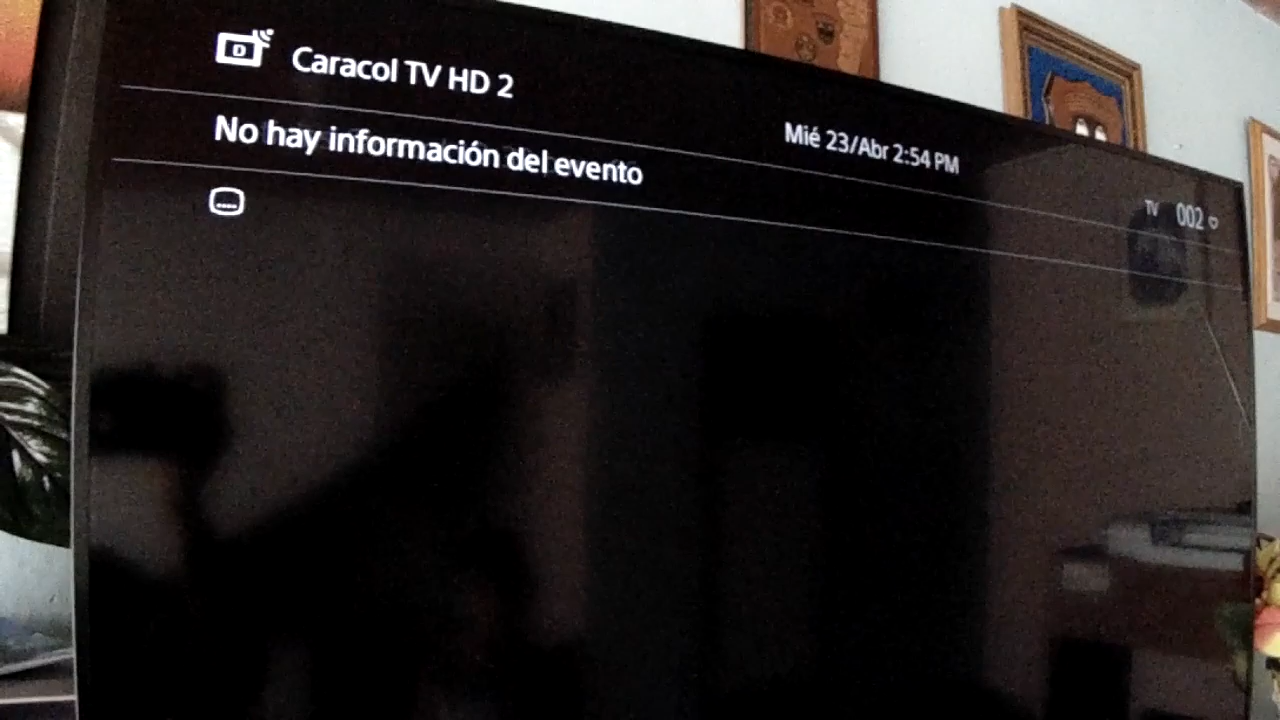 D
Caracol TV HD 2
No hay información del evento
Mié 23/Abr 2:54 PM
TV 002